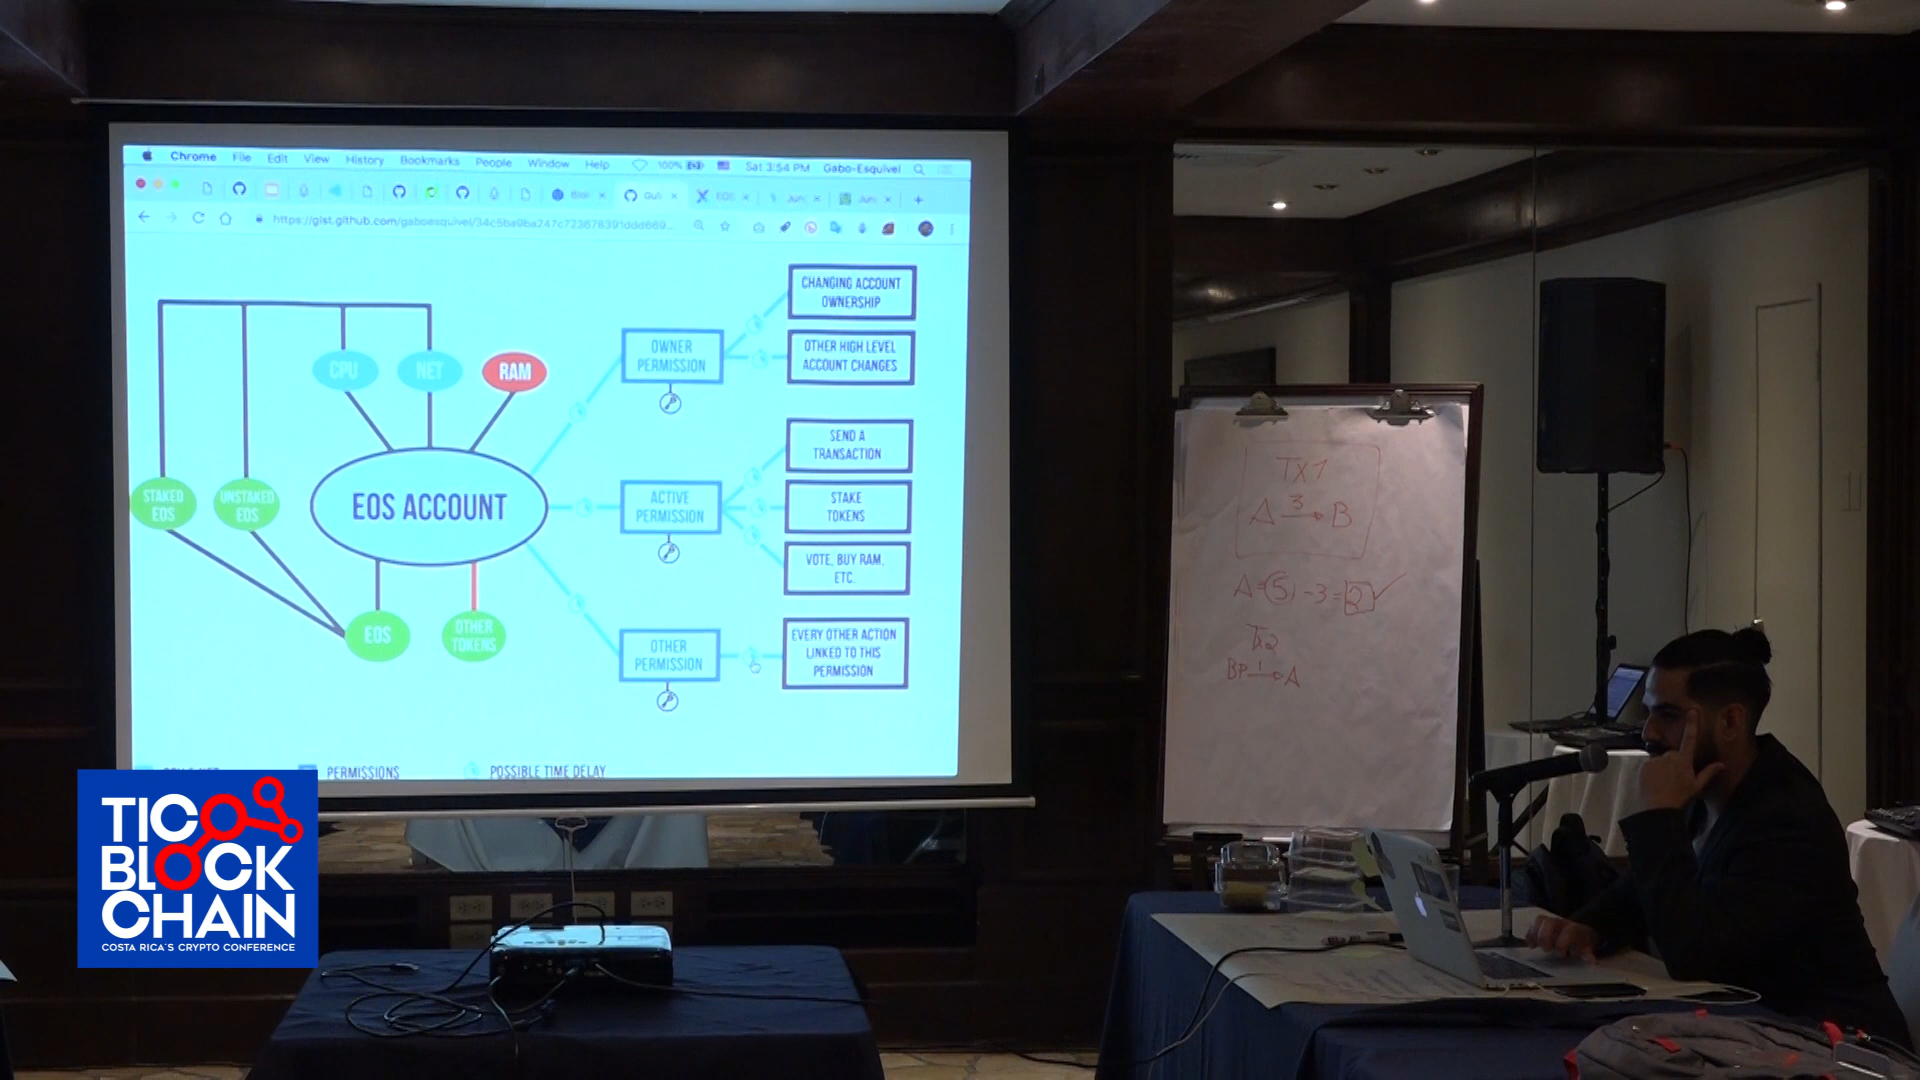 Chrome File Edit View History Bookmarks People Window Help 100% Sat 3:54 PM Gabo-Esquivel
EOS
https://gist.github.com/gaboesquivel/34c5ba9ba247c723678391ddd669...
CHANGING ACCOUNT
OWNERSHIP
OTHER HIGH LEVEL
ACCOUNT CHANGES
OWNER
PERMISSION
CPU
NET
RAM
SEND A
TRANSACTION
STAKED
EOS
UNSTAKED
EOS
EOS ACCOUNT
ACTIVE
PERMISSION
STAKE
TOKENS
VOTE, BUY RAM,
ETC.
EOS
OTHER
TOKENS
OTHER
PERMISSION
EVERY OTHER ACTION
LINKED TO THIS
PERMISSION
PERMISSIONS
POSSIBLE TIME DELAY
TX1
A 3 B
A = 5 - 3 = 2
Tx2
BP 1 A
TICO
BLOCK
CHAIN
COSTA RICA'S CRYPTO CONFERENCE